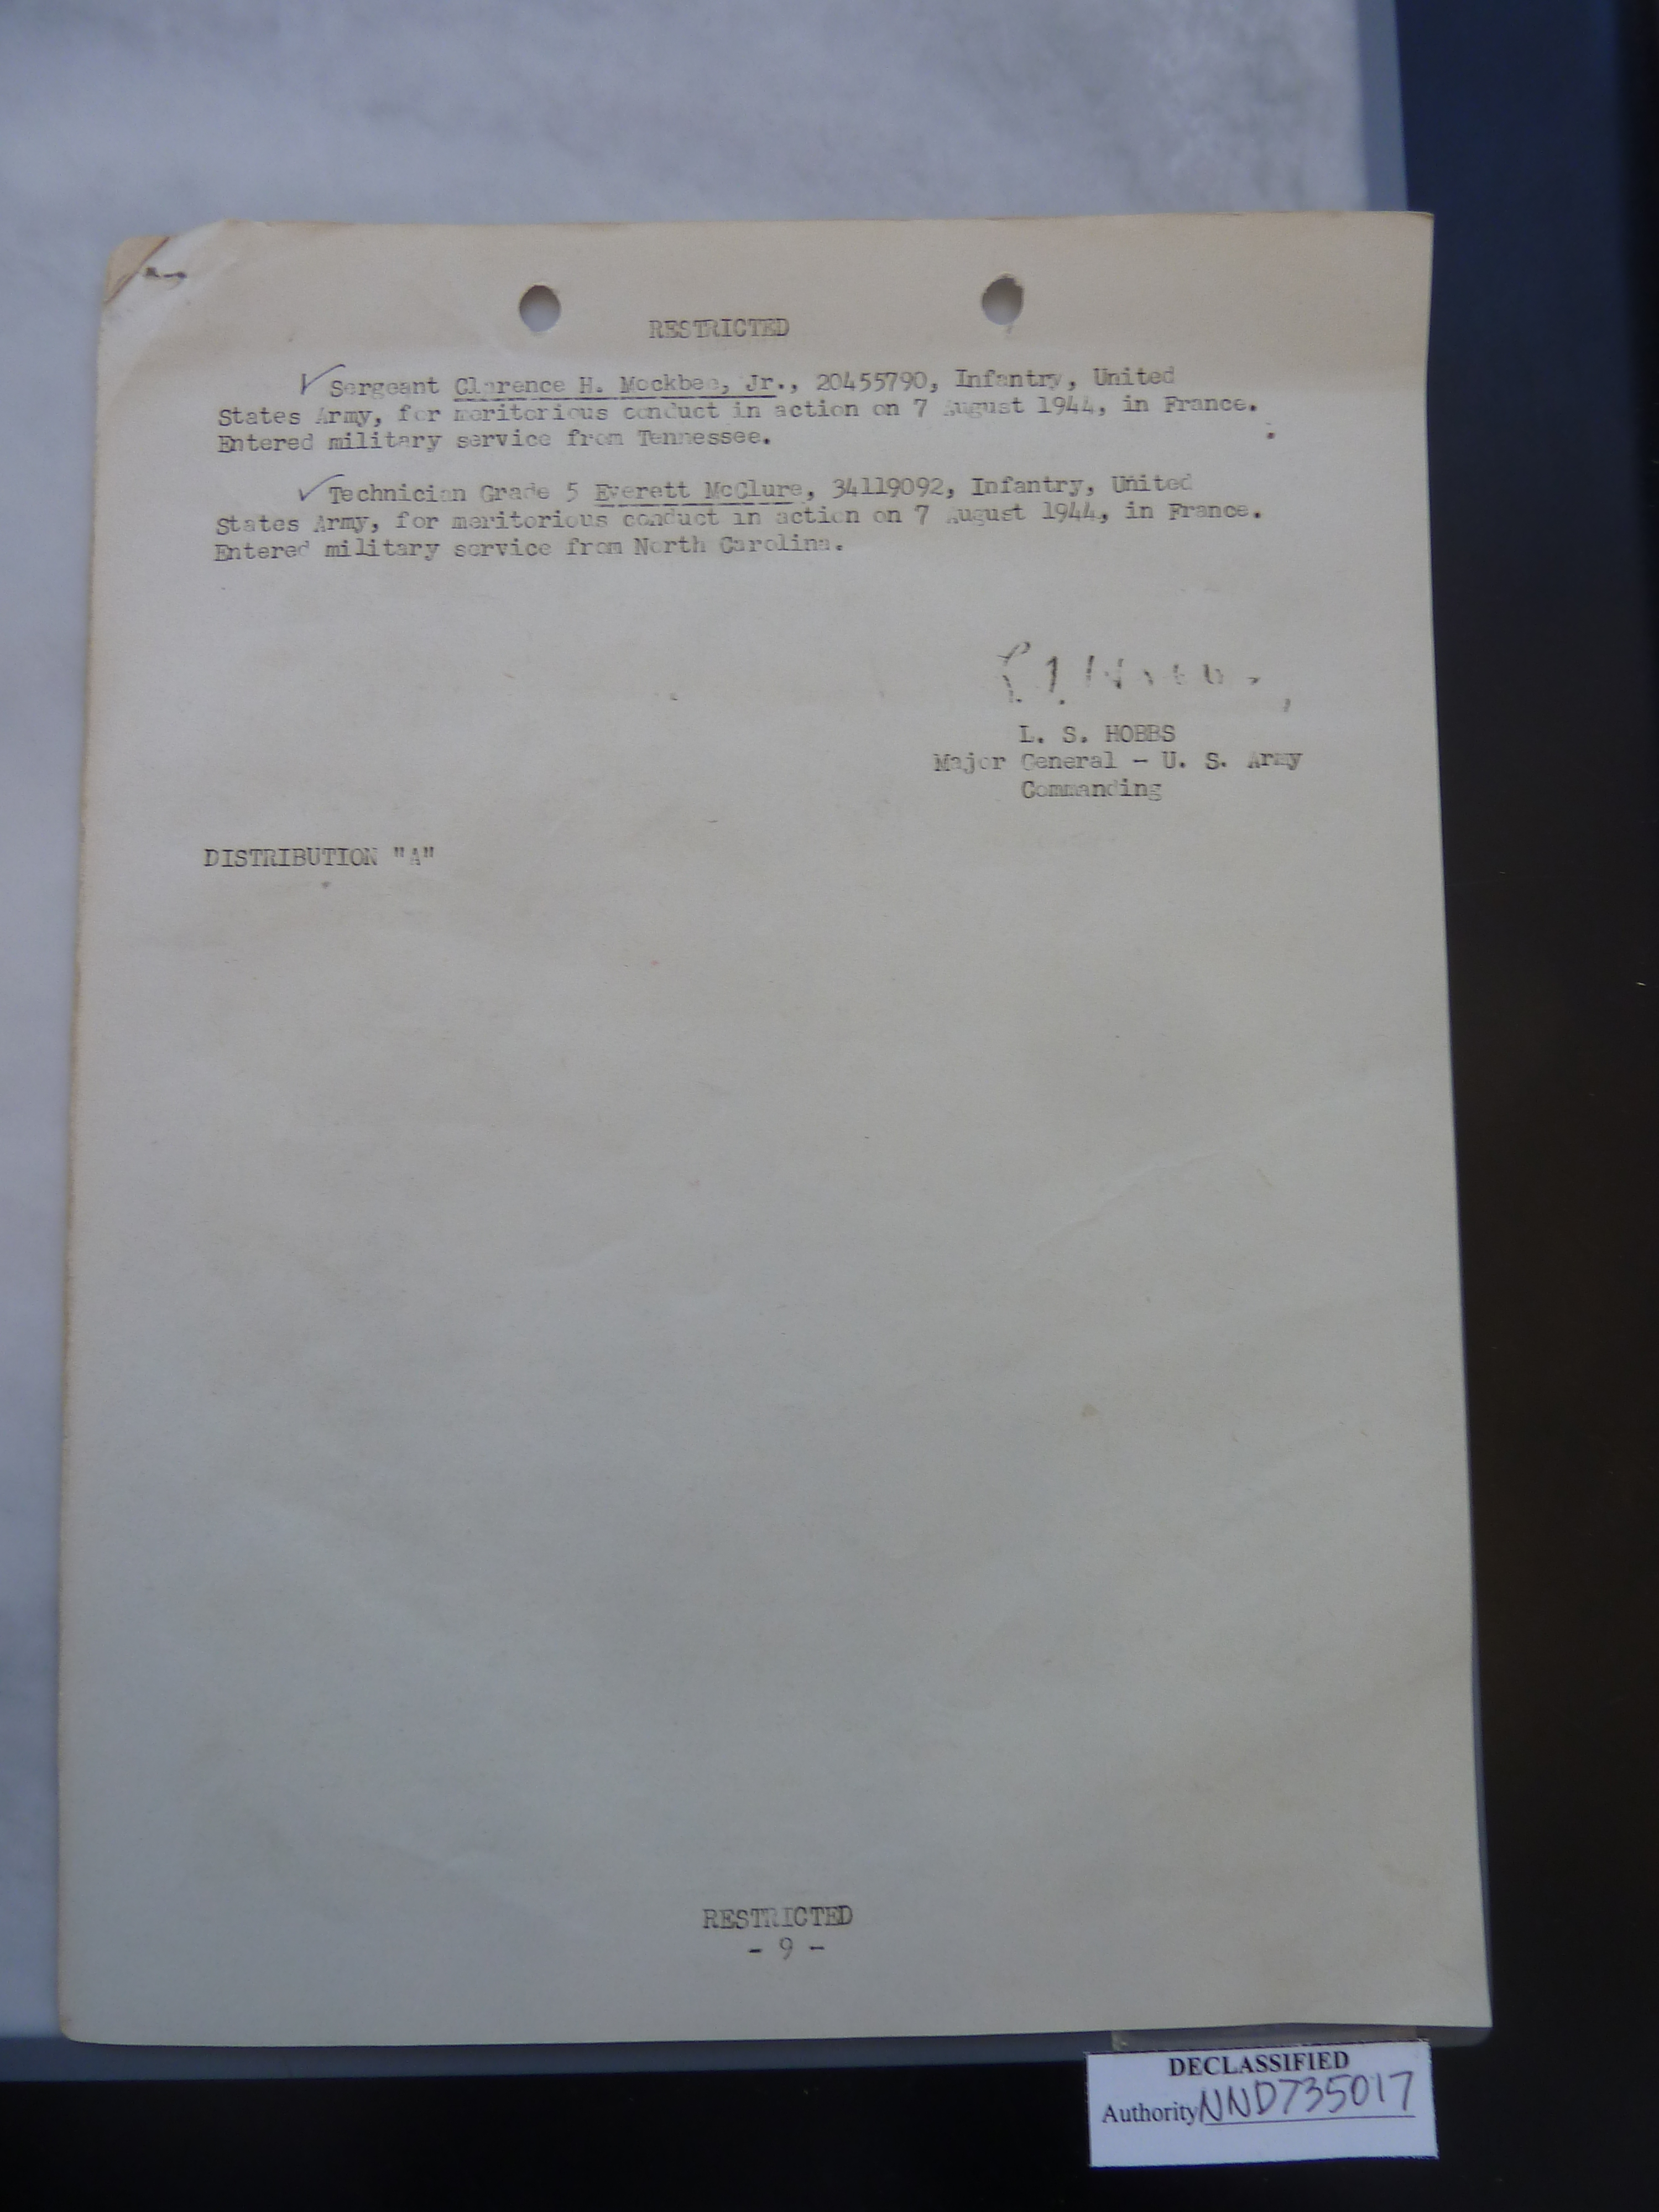 RESTRICTED
Sergeant Clarence H. Mockbee, Jr., 20455790, Infantry, United
States Army, for meritorious conduct in action on 7 August 1944, in France.
Entered military service from Tennessee.
Technician Grade 5 Everett McClure, 34119092, Infantry, United
States Army, for meritorious conduct in action on 7 August 1944, in France.
Entered military service from North Carolina.
L. S. HOBBS
Major General - U. S. Army
Commanding
DISTRIBUTION "A"
RESTRICTED
- 9 -
DECLASSIFIED
Authority NND735017